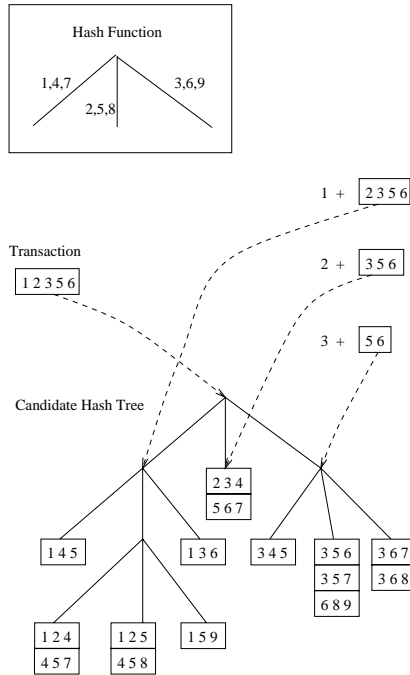 Hash Function
1,4,7
3,6,9
2,5,8
1 + 2 3 5 6
Transaction
2 + 3 5 6
1 2 3 5 6
3 + 5 6
Candidate Hash Tree
2 3 4
5 6 7
1 4 5
1 3 6
3 4 5
3 5 6
3 6 7
3 5 7
3 6 8
6 8 9
1 2 4
1 2 5
1 5 9
4 5 7
4 5 8